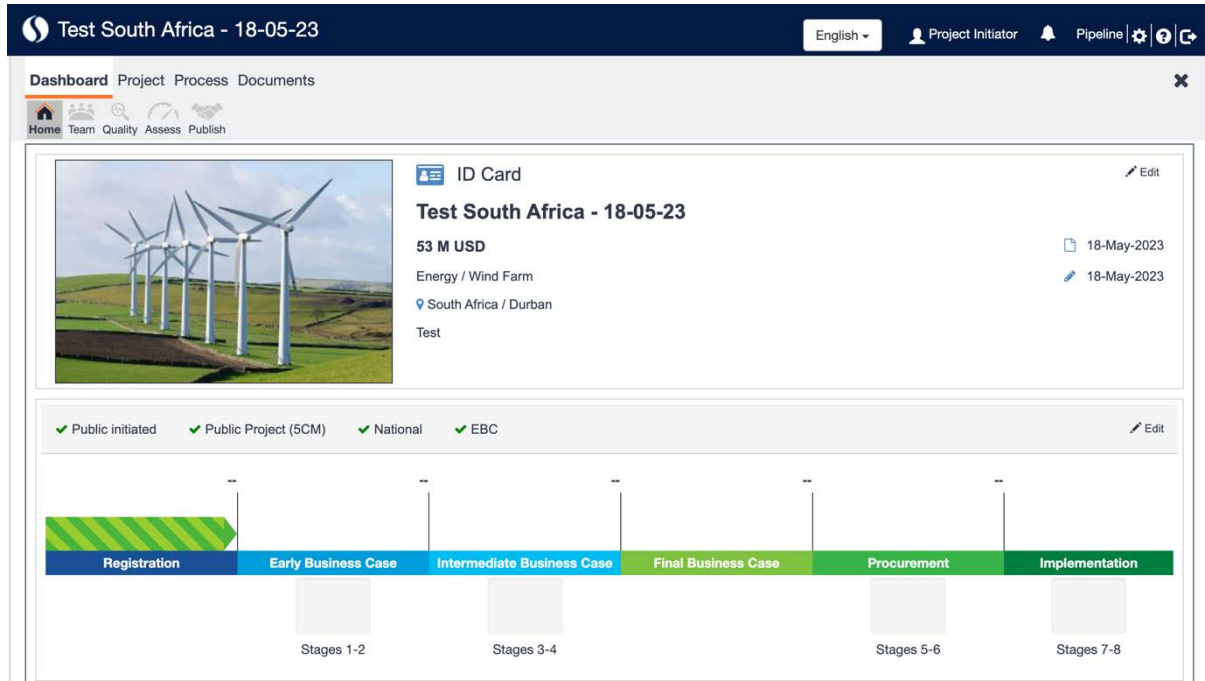 Test South Africa - 18-05-23
English
Project Initiator
Pipeline
Dashboard Project Process Documents
Home Team Quality Assess Publish
ID Card
Edit
Test South Africa - 18-05-23
53 M USD
18-May-2023
Energy / Wind Farm
18-May-2023
South Africa / Durban
Test
Public initiated Public Project (5CM) National EBC
Edit
-- -- -- -- --
Registration Early Business Case Intermediate Business Case Final Business Case Procurement Implementation
Stages 1-2 Stages 3-4 Stages 5-6 Stages 7-8